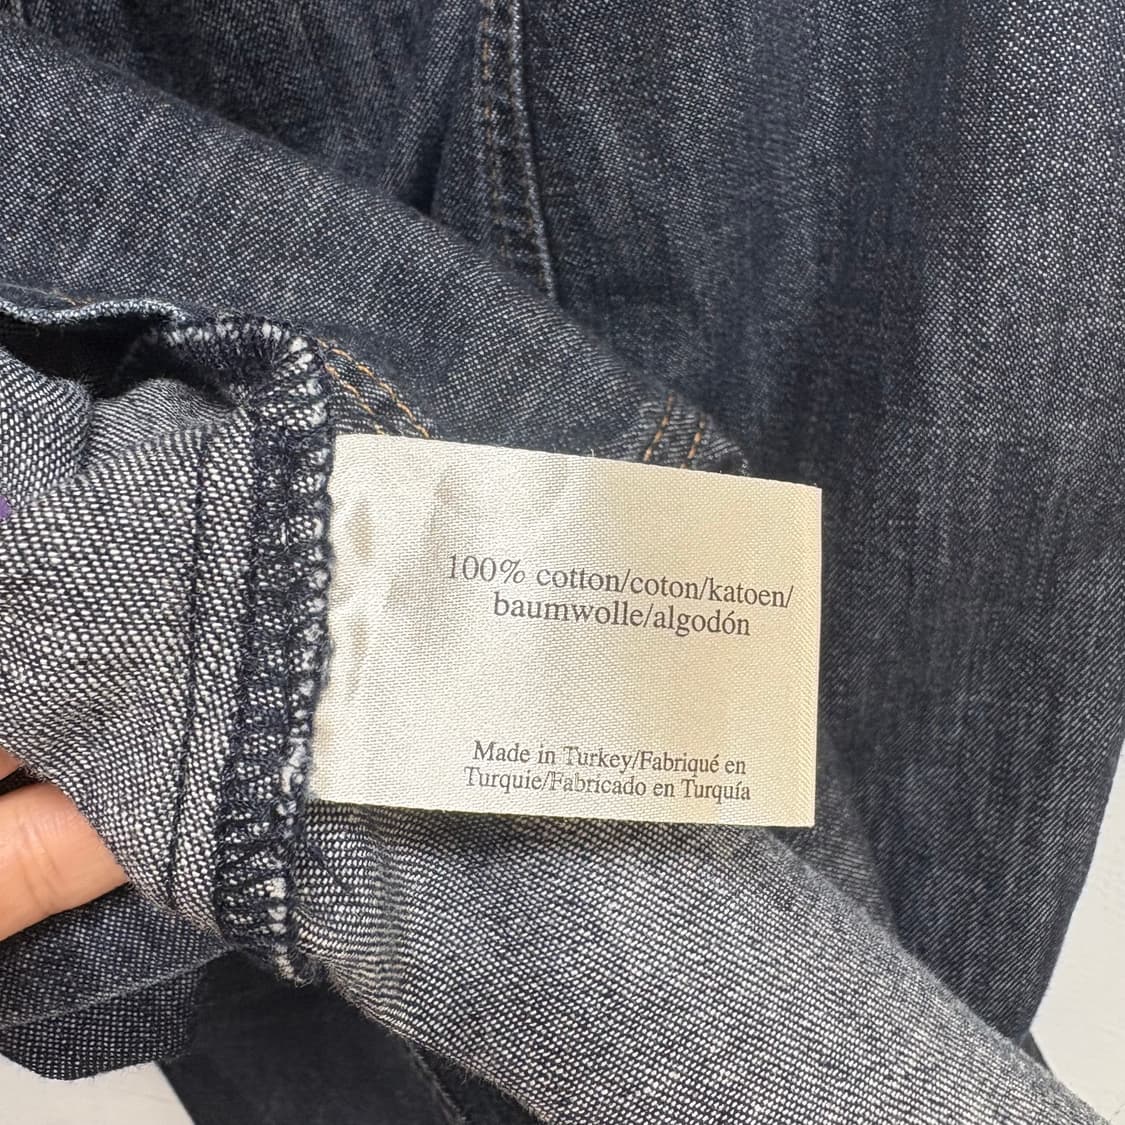 100% cotton/coton/katoen/
baumwolle/algodón
Made in Turkey/Fabriqué en
Turquie/Fabricado en Turquía